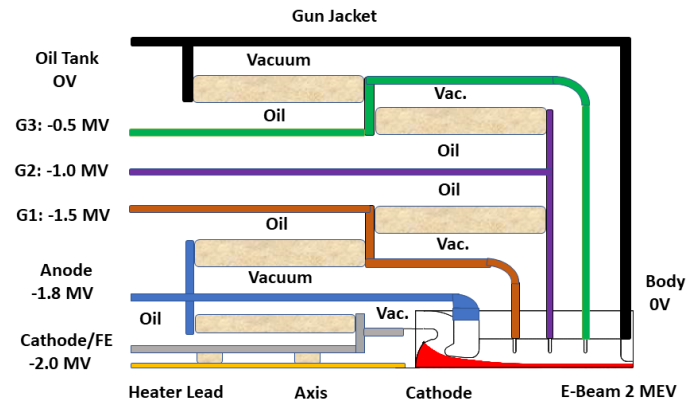 Gun Jacket
Oil Tank
OV
Vacuum
Vac.
Oil
G3: -0.5 MV
Oil
G2: -1.0 MV
Oil
G1: -1.5 MV
Oil
Vac.
Anode
-1.8 MV
Vacuum
Body
0V
Oil
Vac.
Cathode/FE
-2.0 MV
Heater Lead
Axis
Cathode
E-Beam 2 MEV